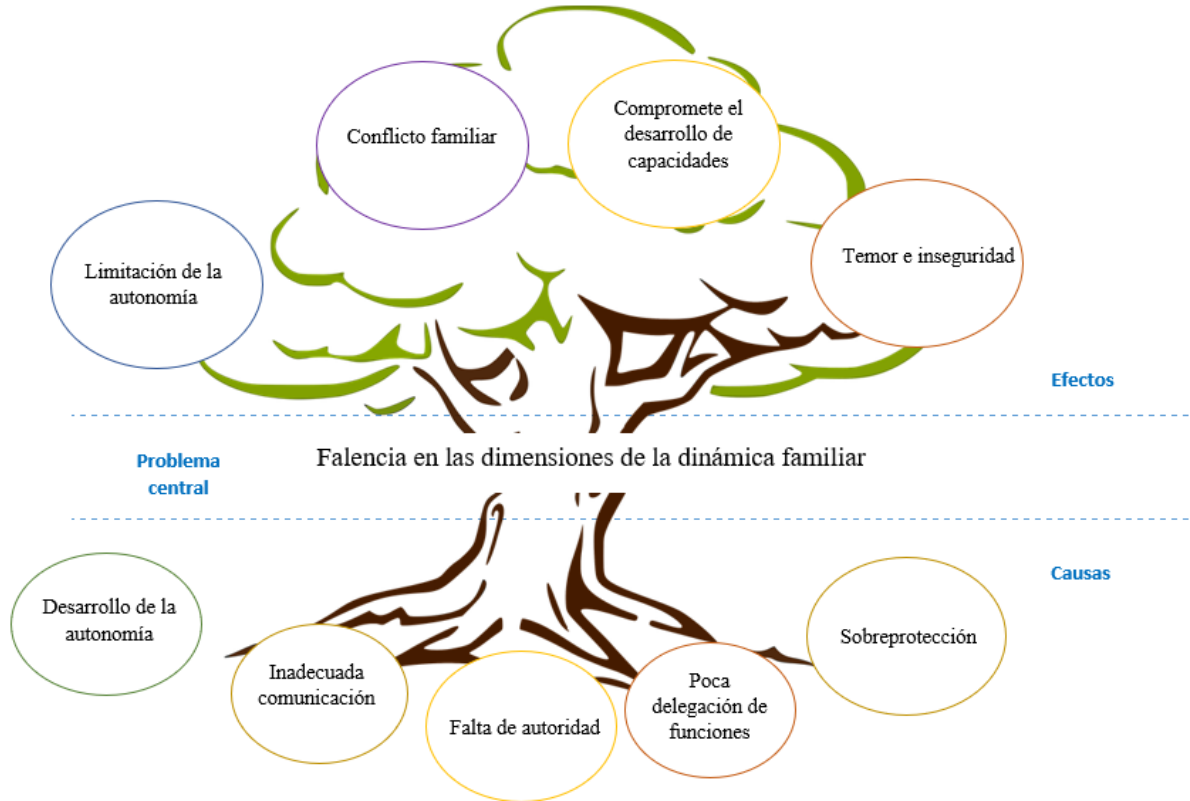 Conflicto familiar
Compromete el
desarrollo de
capacidades
Limitación de la
autonomía
Temor e inseguridad
Efectos
Problema
central
Falencia en las dimensiones de la dinámica familiar
Causas
Desarrollo de la
autonomía
Inadecuada
comunicación
Falta de autoridad
Poca
delegación de
funciones
Sobreprotección